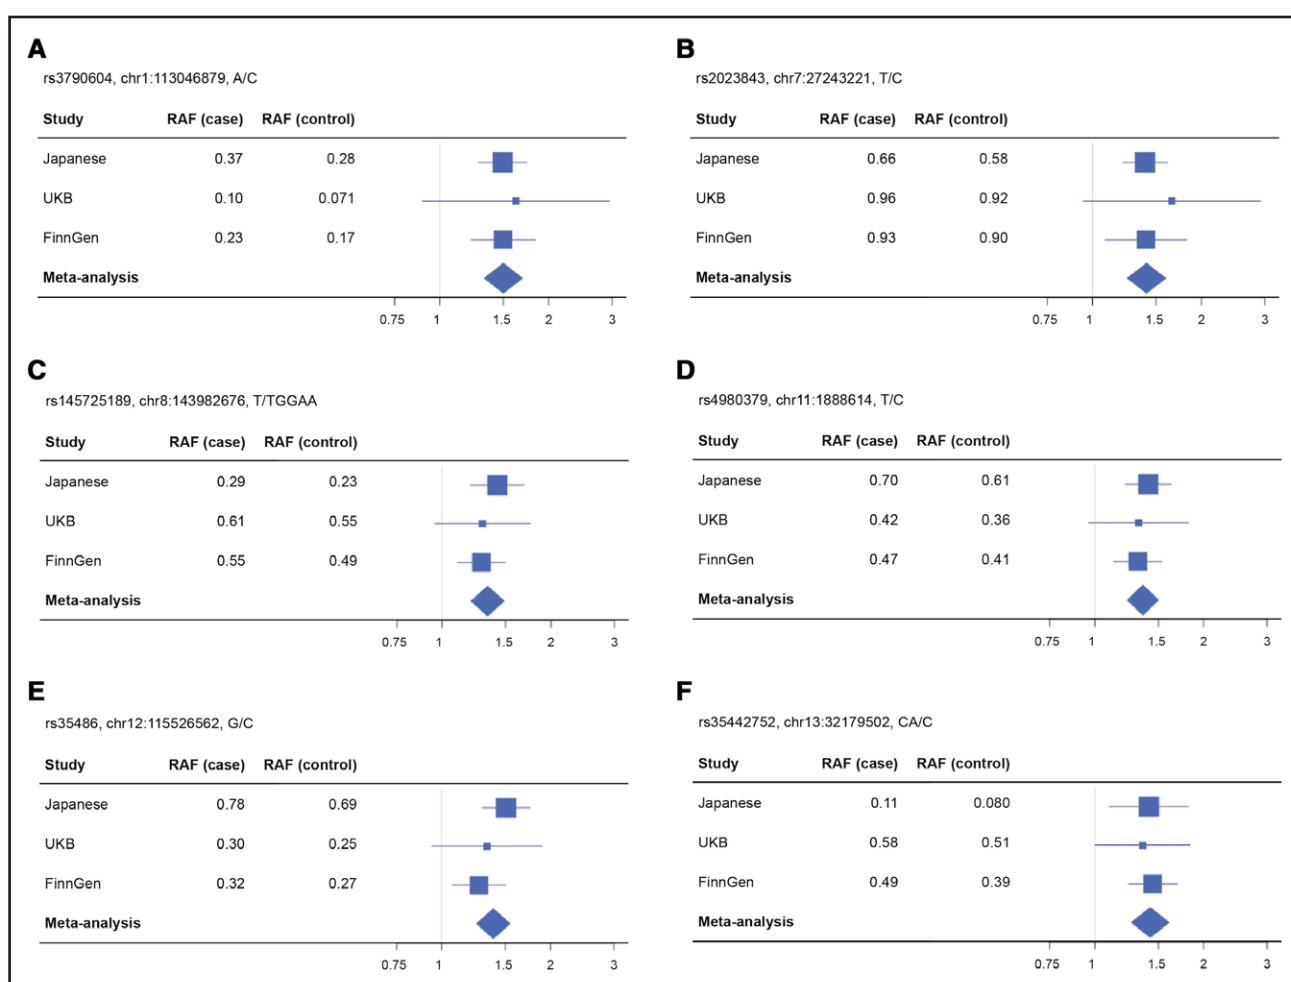 A
rs3790604, chr1:113046879, A/C
Study RAF (case) RAF (control)
Japanese 0.37 0.28
UKB 0.10 0.071
FinnGen 0.23 0.17
Meta-analysis
0.75 1 1.5 2 3
B
rs2023843, chr7:27243221, T/C
Study RAF (case) RAF (control)
Japanese 0.66 0.58
UKB 0.96 0.92
FinnGen 0.93 0.90
Meta-analysis
0.75 1 1.5 2 3
C
rs145725189, chr8:143982676, T/TGGAA
Study RAF (case) RAF (control)
Japanese 0.29 0.23
UKB 0.61 0.55
FinnGen 0.55 0.49
Meta-analysis
0.75 1 1.5 2 3
D
rs4980379, chr11:1888614, T/C
Study RAF (case) RAF (control)
Japanese 0.70 0.61
UKB 0.42 0.36
FinnGen 0.47 0.41
Meta-analysis
0.75 1 1.5 2 3
E
rs35486, chr12:115526562, G/C
Study RAF (case) RAF (control)
Japanese 0.78 0.69
UKB 0.30 0.25
FinnGen 0.32 0.27
Meta-analysis
0.75 1 1.5 2 3
F
rs35442752, chr13:32179502, CA/C
Study RAF (case) RAF (control)
Japanese 0.11 0.080
UKB 0.58 0.51
FinnGen 0.49 0.39
Meta-analysis
0.75 1 1.5 2 3